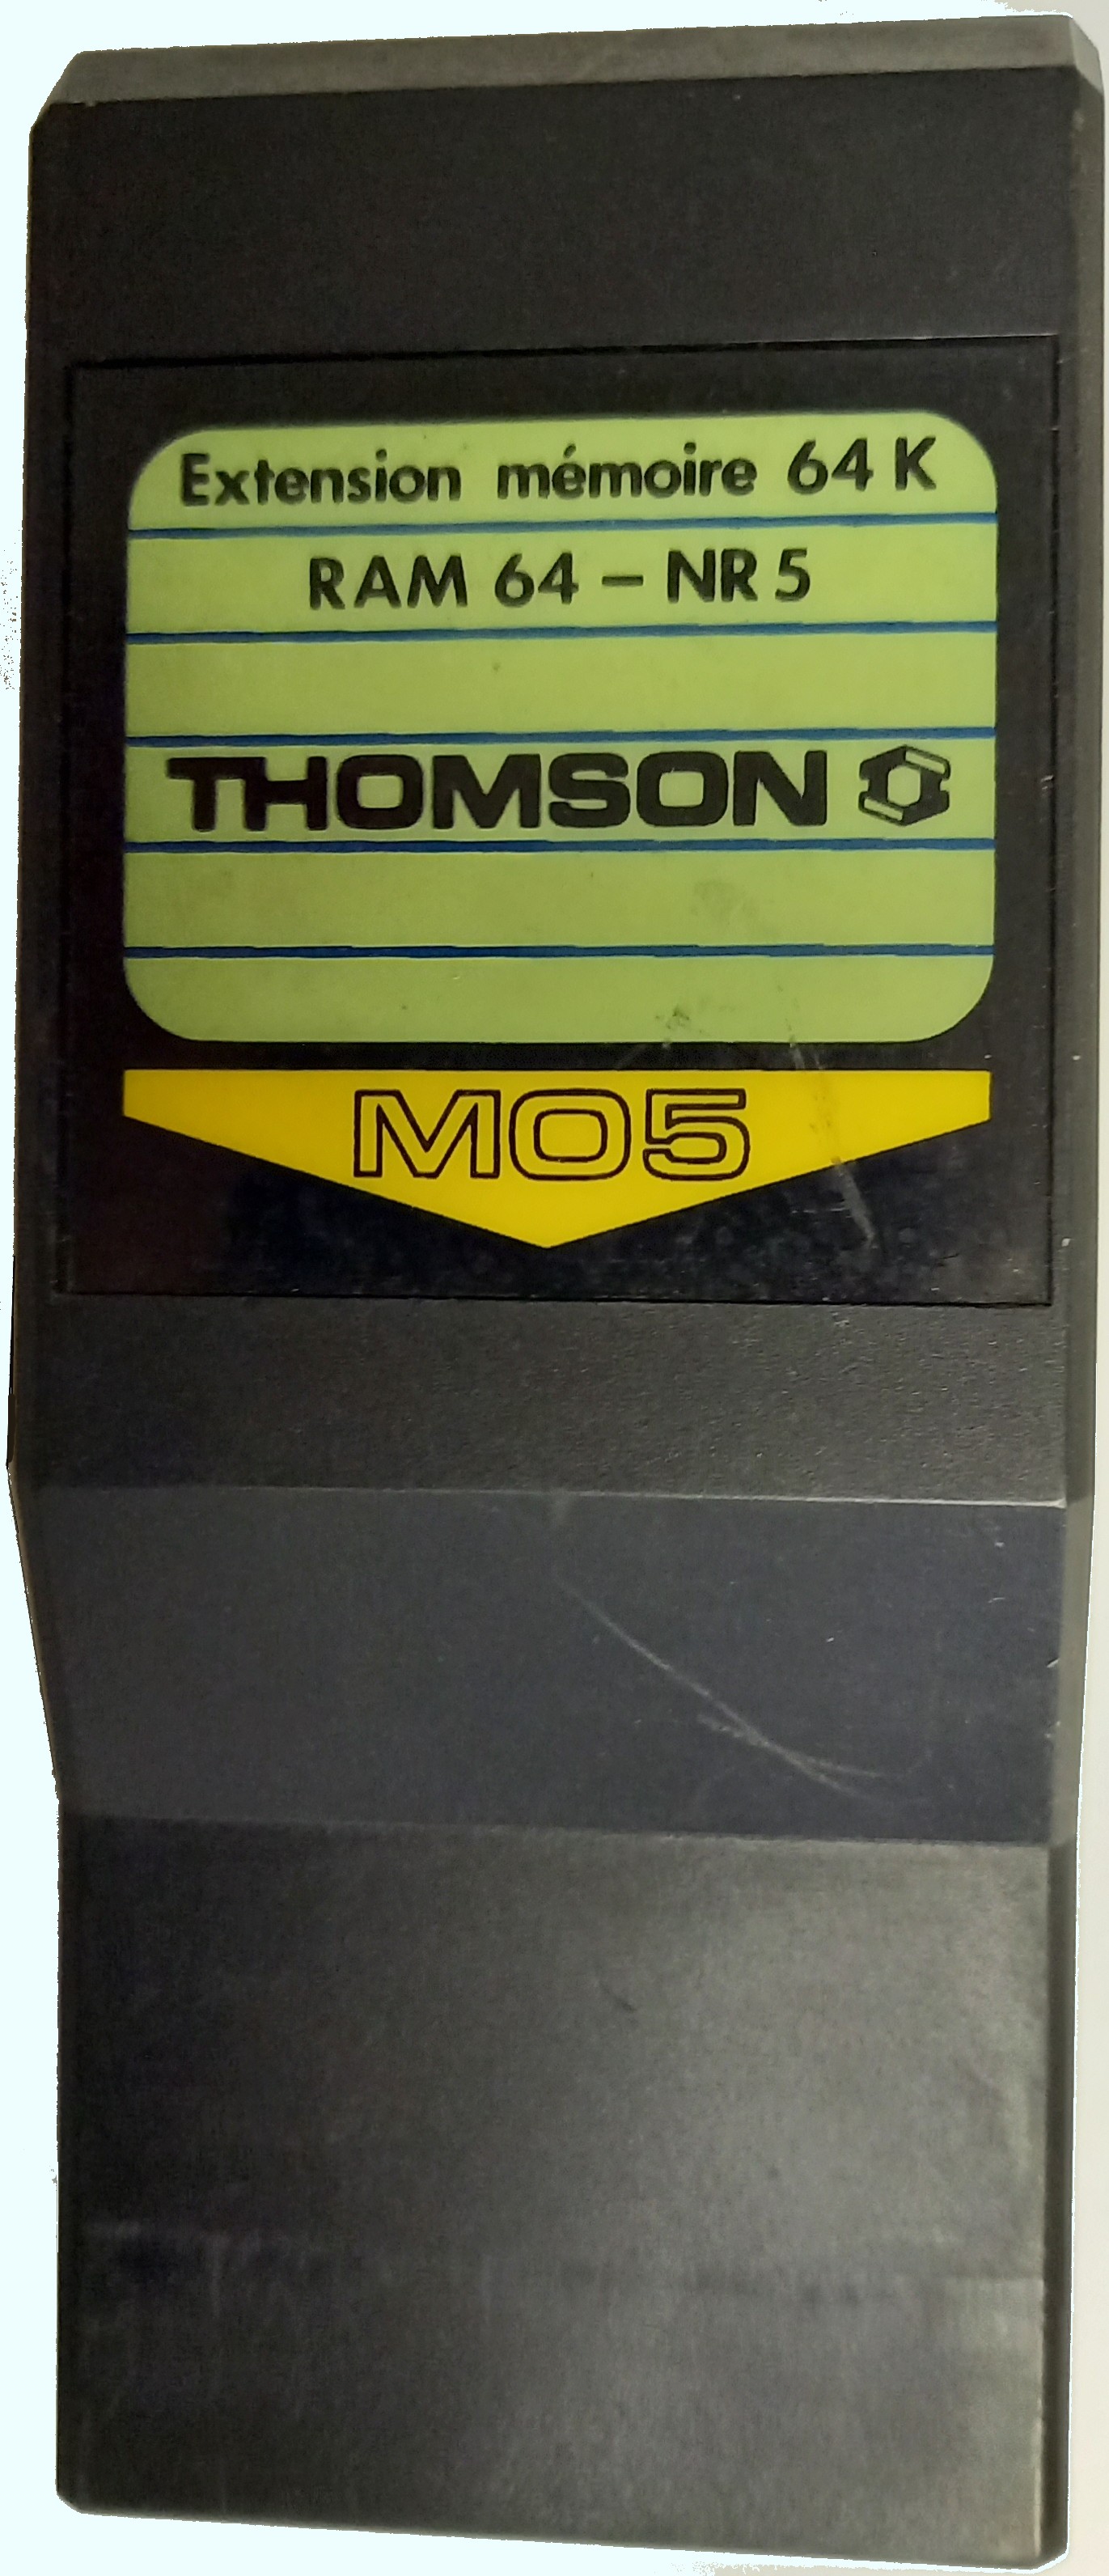 Extension mémoire 64 K
RAM 64 – NR 5
THOMSON
MO5